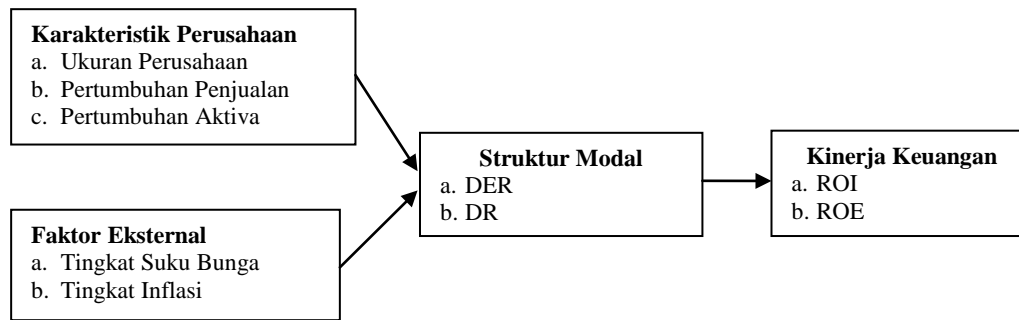 Karakteristik Perusahaan
a. Ukuran Perusahaan
b. Pertumbuhan Penjualan
c. Pertumbuhan Aktiva
Faktor Eksternal
a. Tingkat Suku Bunga
b. Tingkat Inflasi
Struktur Modal
a. DER
b. DR
Kinerja Keuangan
a. ROI
b. ROE